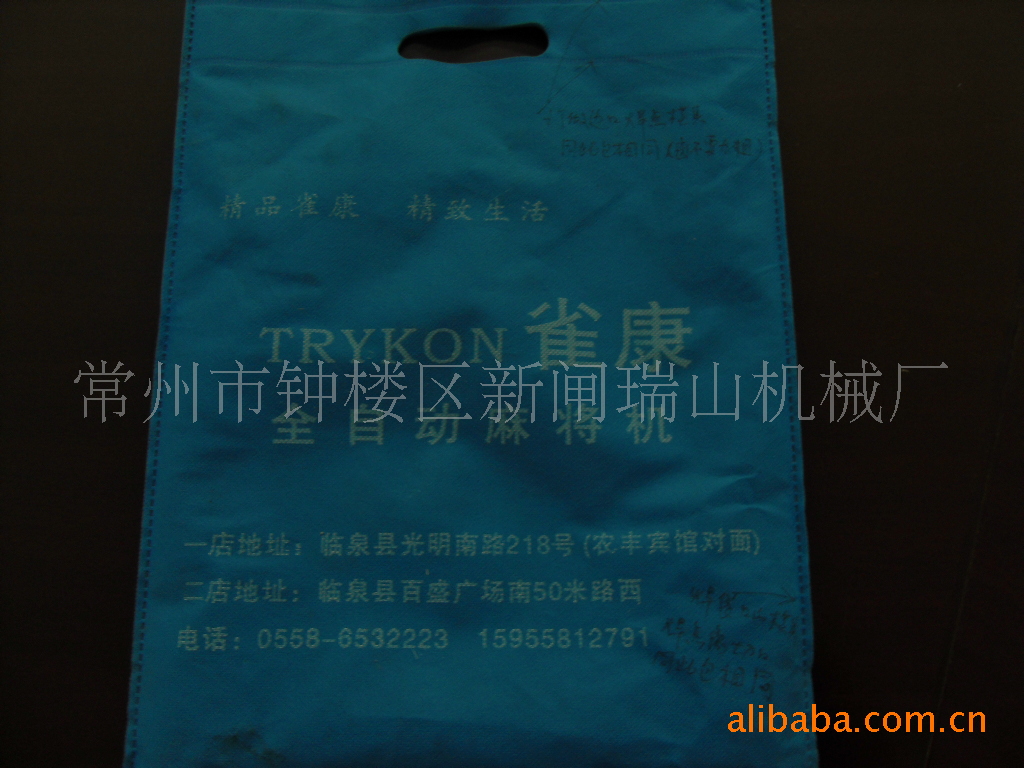 精品雀康 精致生活
TRYKON 雀康
常州市钟楼区新闸瑞山机械厂
全自动麻将机
一店地址：临泉县光明南路218号(农丰宾馆对面)
二店地址：临泉县百盛广场南50米路西
电话：0558-6532223 15955812791
alibaba.com.cn